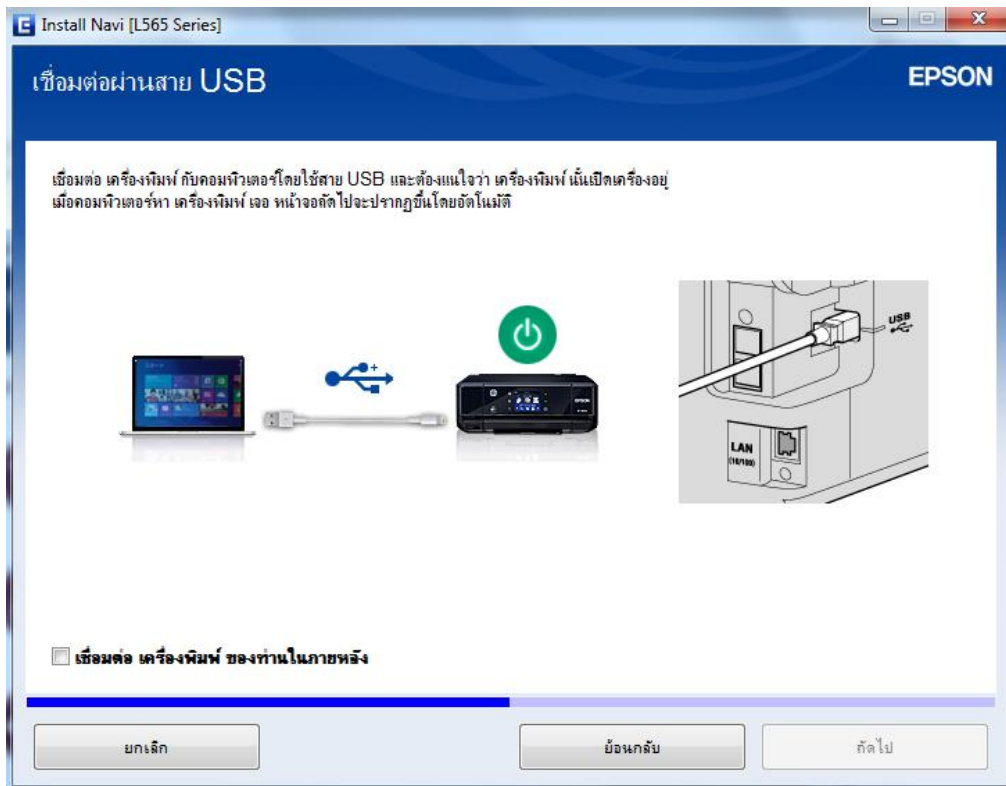 Install Navi [L565 Series]
เชื่อมต่อผ่านสาย USB
EPSON
เชื่อมต่อ เครื่องพิมพ์ กับคอมพิวเตอร์โดยใช้สาย USB และต้องแน่ใจว่า เครื่องพิมพ์ นั้นเปิดเครื่องอยู่
เมื่อคอมพิวเตอร์หา เครื่องพิมพ์ เจอ หน้าจอถัดไปจะปรากฏขึ้นโดยอัตโนมัติ
USB
LAN
(10/100)
เชื่อมต่อ เครื่องพิมพ์ ของท่านในภายหลัง
ยกเลิก
ย้อนกลับ
ถัดไป